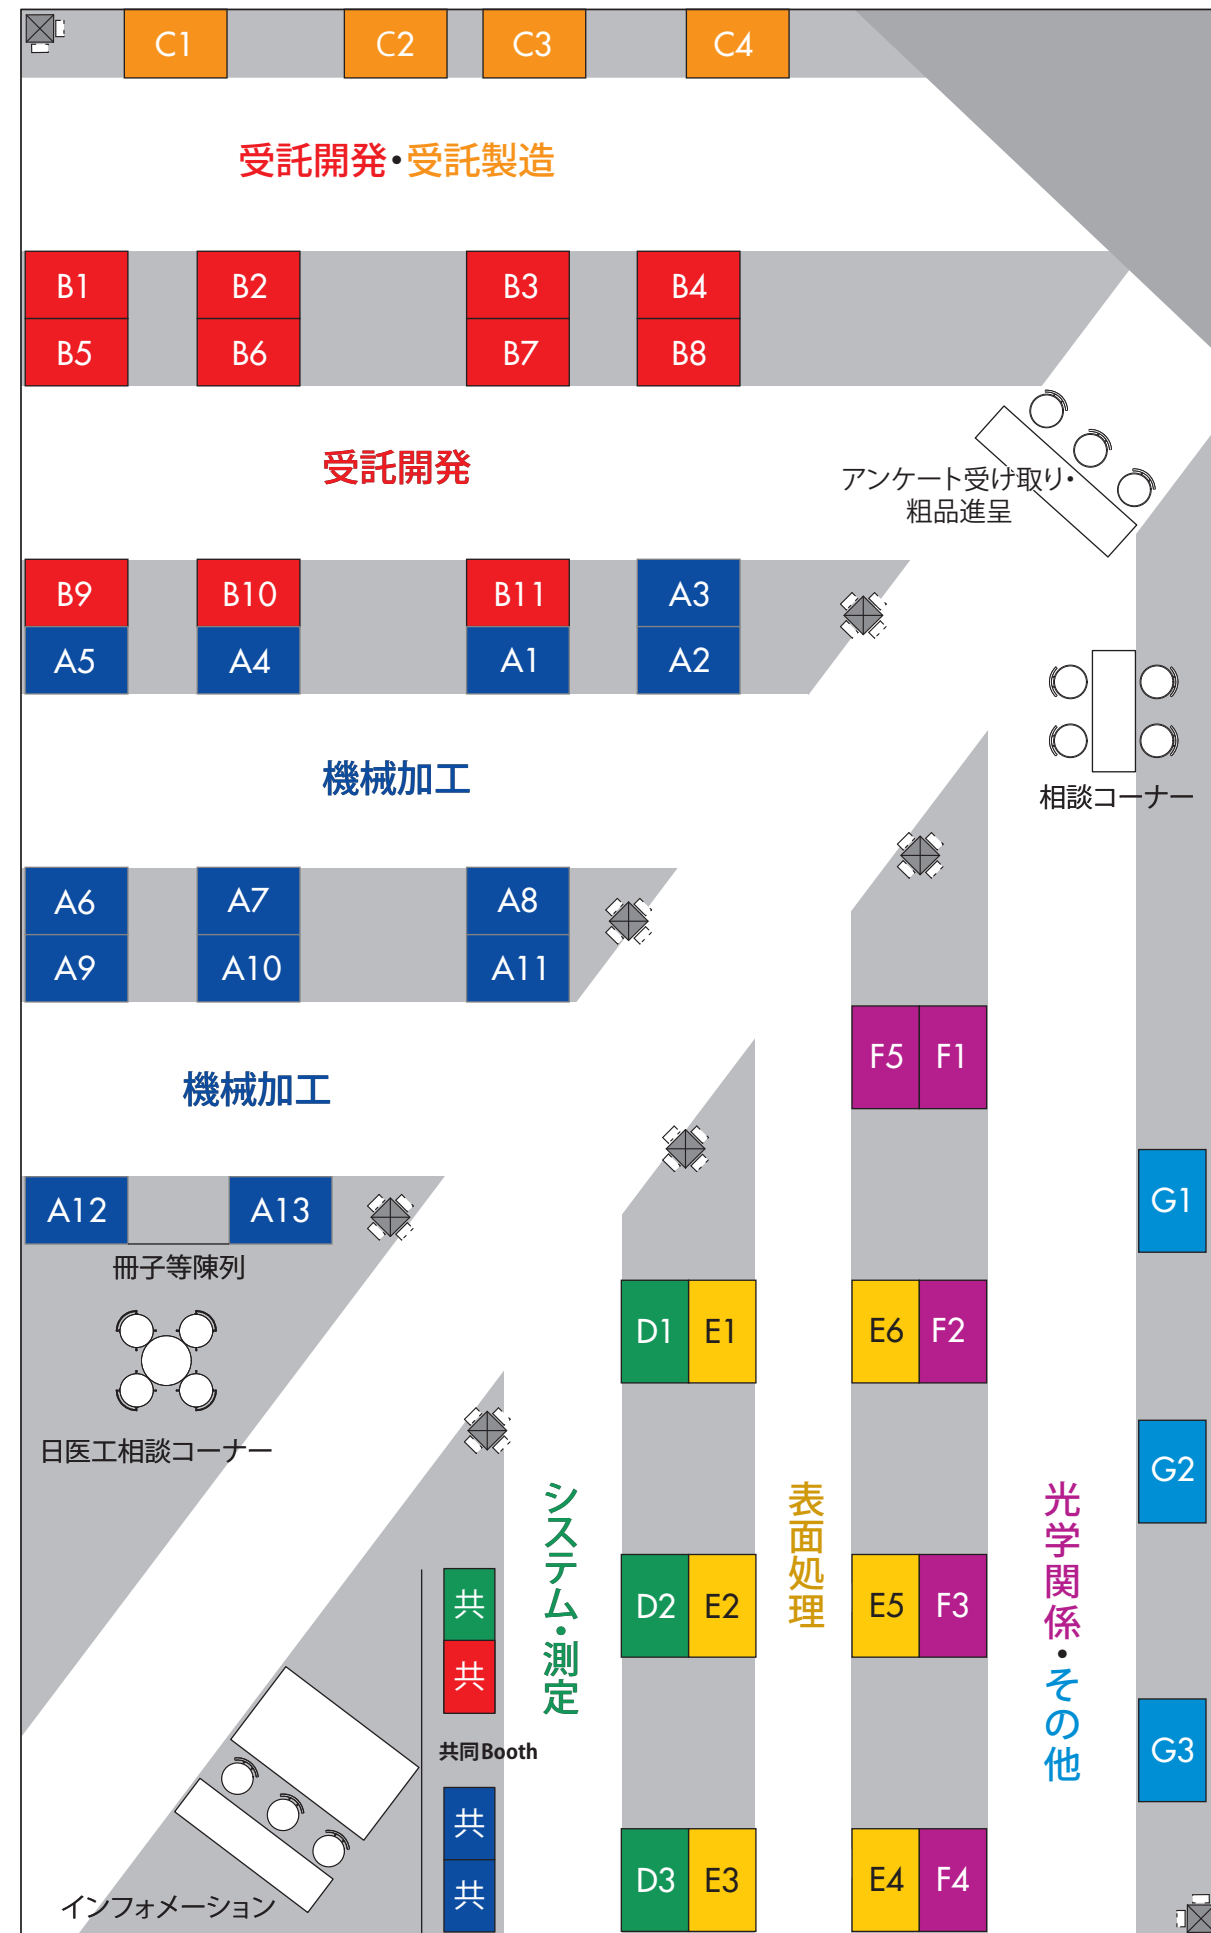 C1 C2 C3 C4
受託開発・受託製造
B1 B2 B3 B4
B5 B6 B7 B8
受託開発
アンケート受け取り・
粗品進呈
B9 B10 B11 A3
A5 A4 A1 A2
機械加工
相談コーナー
A6 A7 A8
A9 A10 A11
F5 F1
機械加工
A12 A13
G1
冊子等陳列
D1 E1 E6 F2
日医工相談コーナー
G2
システム・測定
表面処理
光学関係・その他
共
D2 E2 E5 F3
共
共同Booth
G3
共
D3 E3 E4 F4
共
インフォメーション